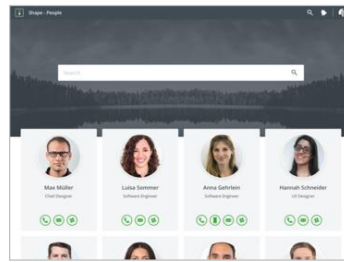 Shape - People
Search
Max Müller
Chief Designer
Luisa Sommer
Software Engineer
Anna Gehrlein
Software Engineer
Hannah Schneider
UX Designer